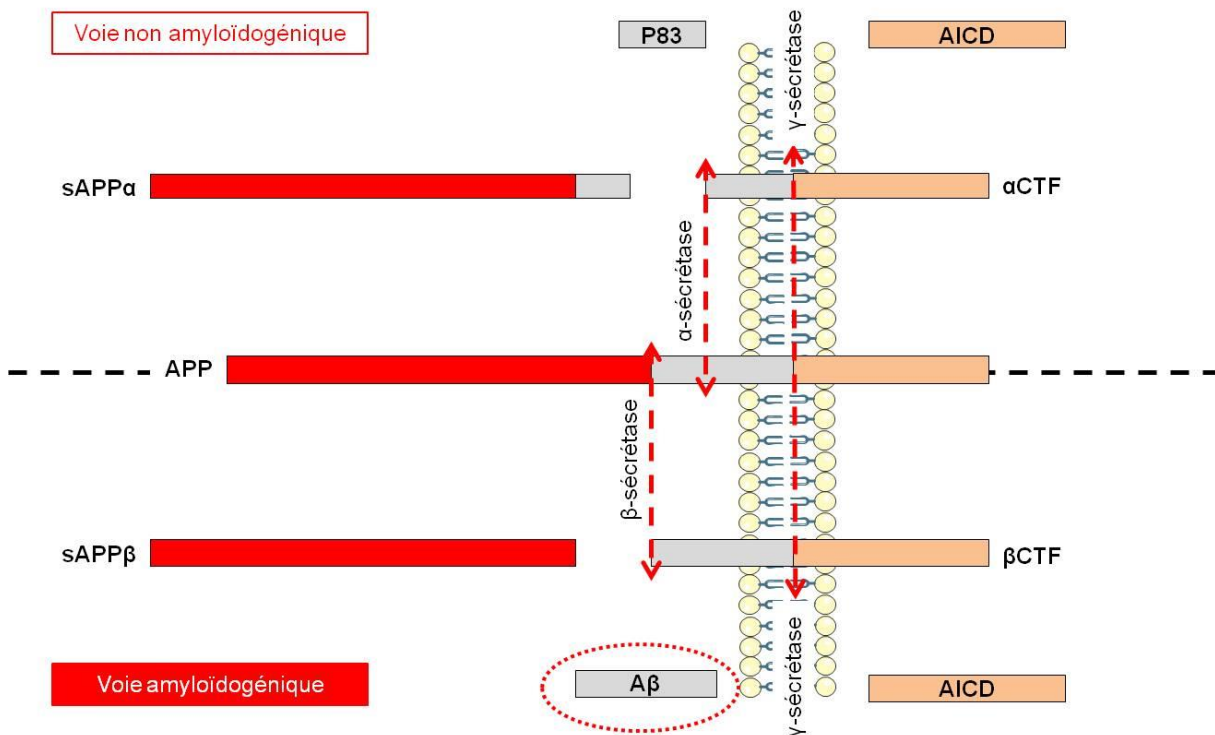 Voie non amyloïdogénique
P83
AICD
γ-sécrétase
sAPPα
αCTF
α-sécrétase
APP
β-sécrétase
sAPPβ
βCTF
γ-sécrétase
Voie amyloïdogénique
Aβ
AICD